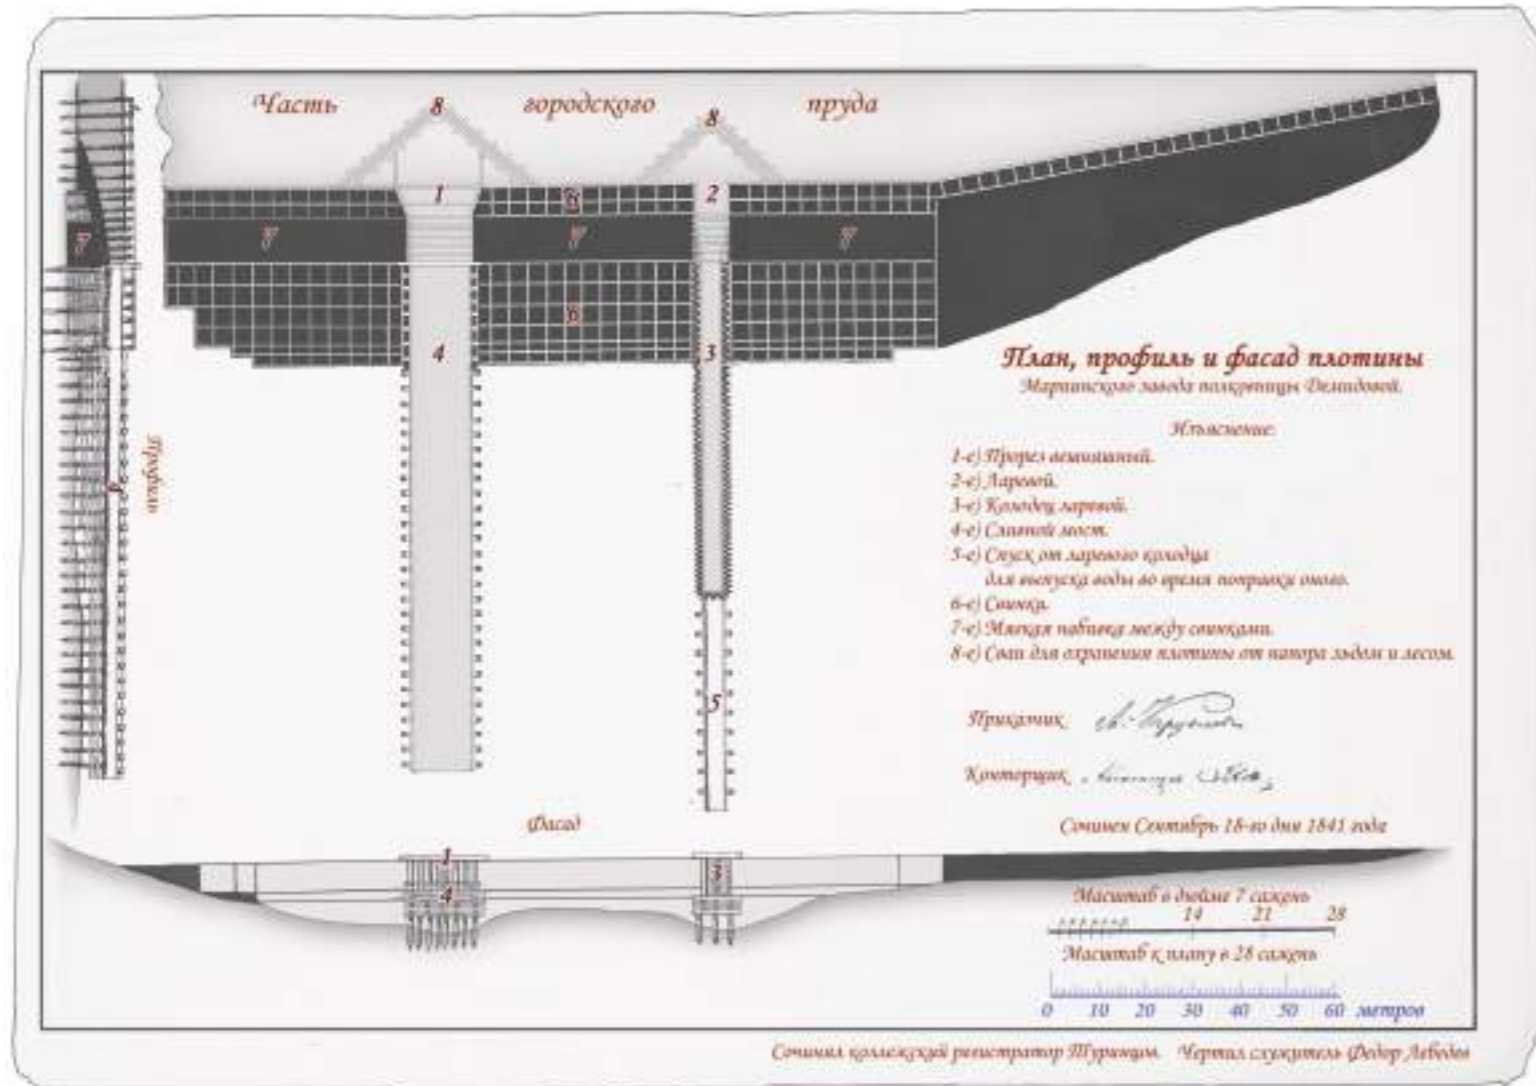 Часть городского пруда
8
8
1
2
6
7
7
7
7
6
4
3
6
Профиль
5
План, профиль и фасад плотины
Мариинского завода полковницы Демидовой.
Изъяснение:
1-е) Прорез вешняшный.
2-е) Ларевой.
3-е) Колодец ларевой.
4-е) Сливной мост.
5-е) Спуск от ларевого колодца
для выпуска воды во время поправки оного.
6-е) Свинки.
7-е) Мягкая набивка между свинками.
8-е) Сваи для охранения плотины от напора льдом и лесом.
Прикащик
Конторщик
Сочинен Сентябрь 18-го дня 1841 года
Фасад
1
4
3
Масштаб в дюйме 7 сажень
14 21 28
Масштаб к плану в 28 сажень
0 10 20 30 40 50 60 метров
Сочинил коллежский регистратор Туринцы. Чертил служитель Федор Лебедев